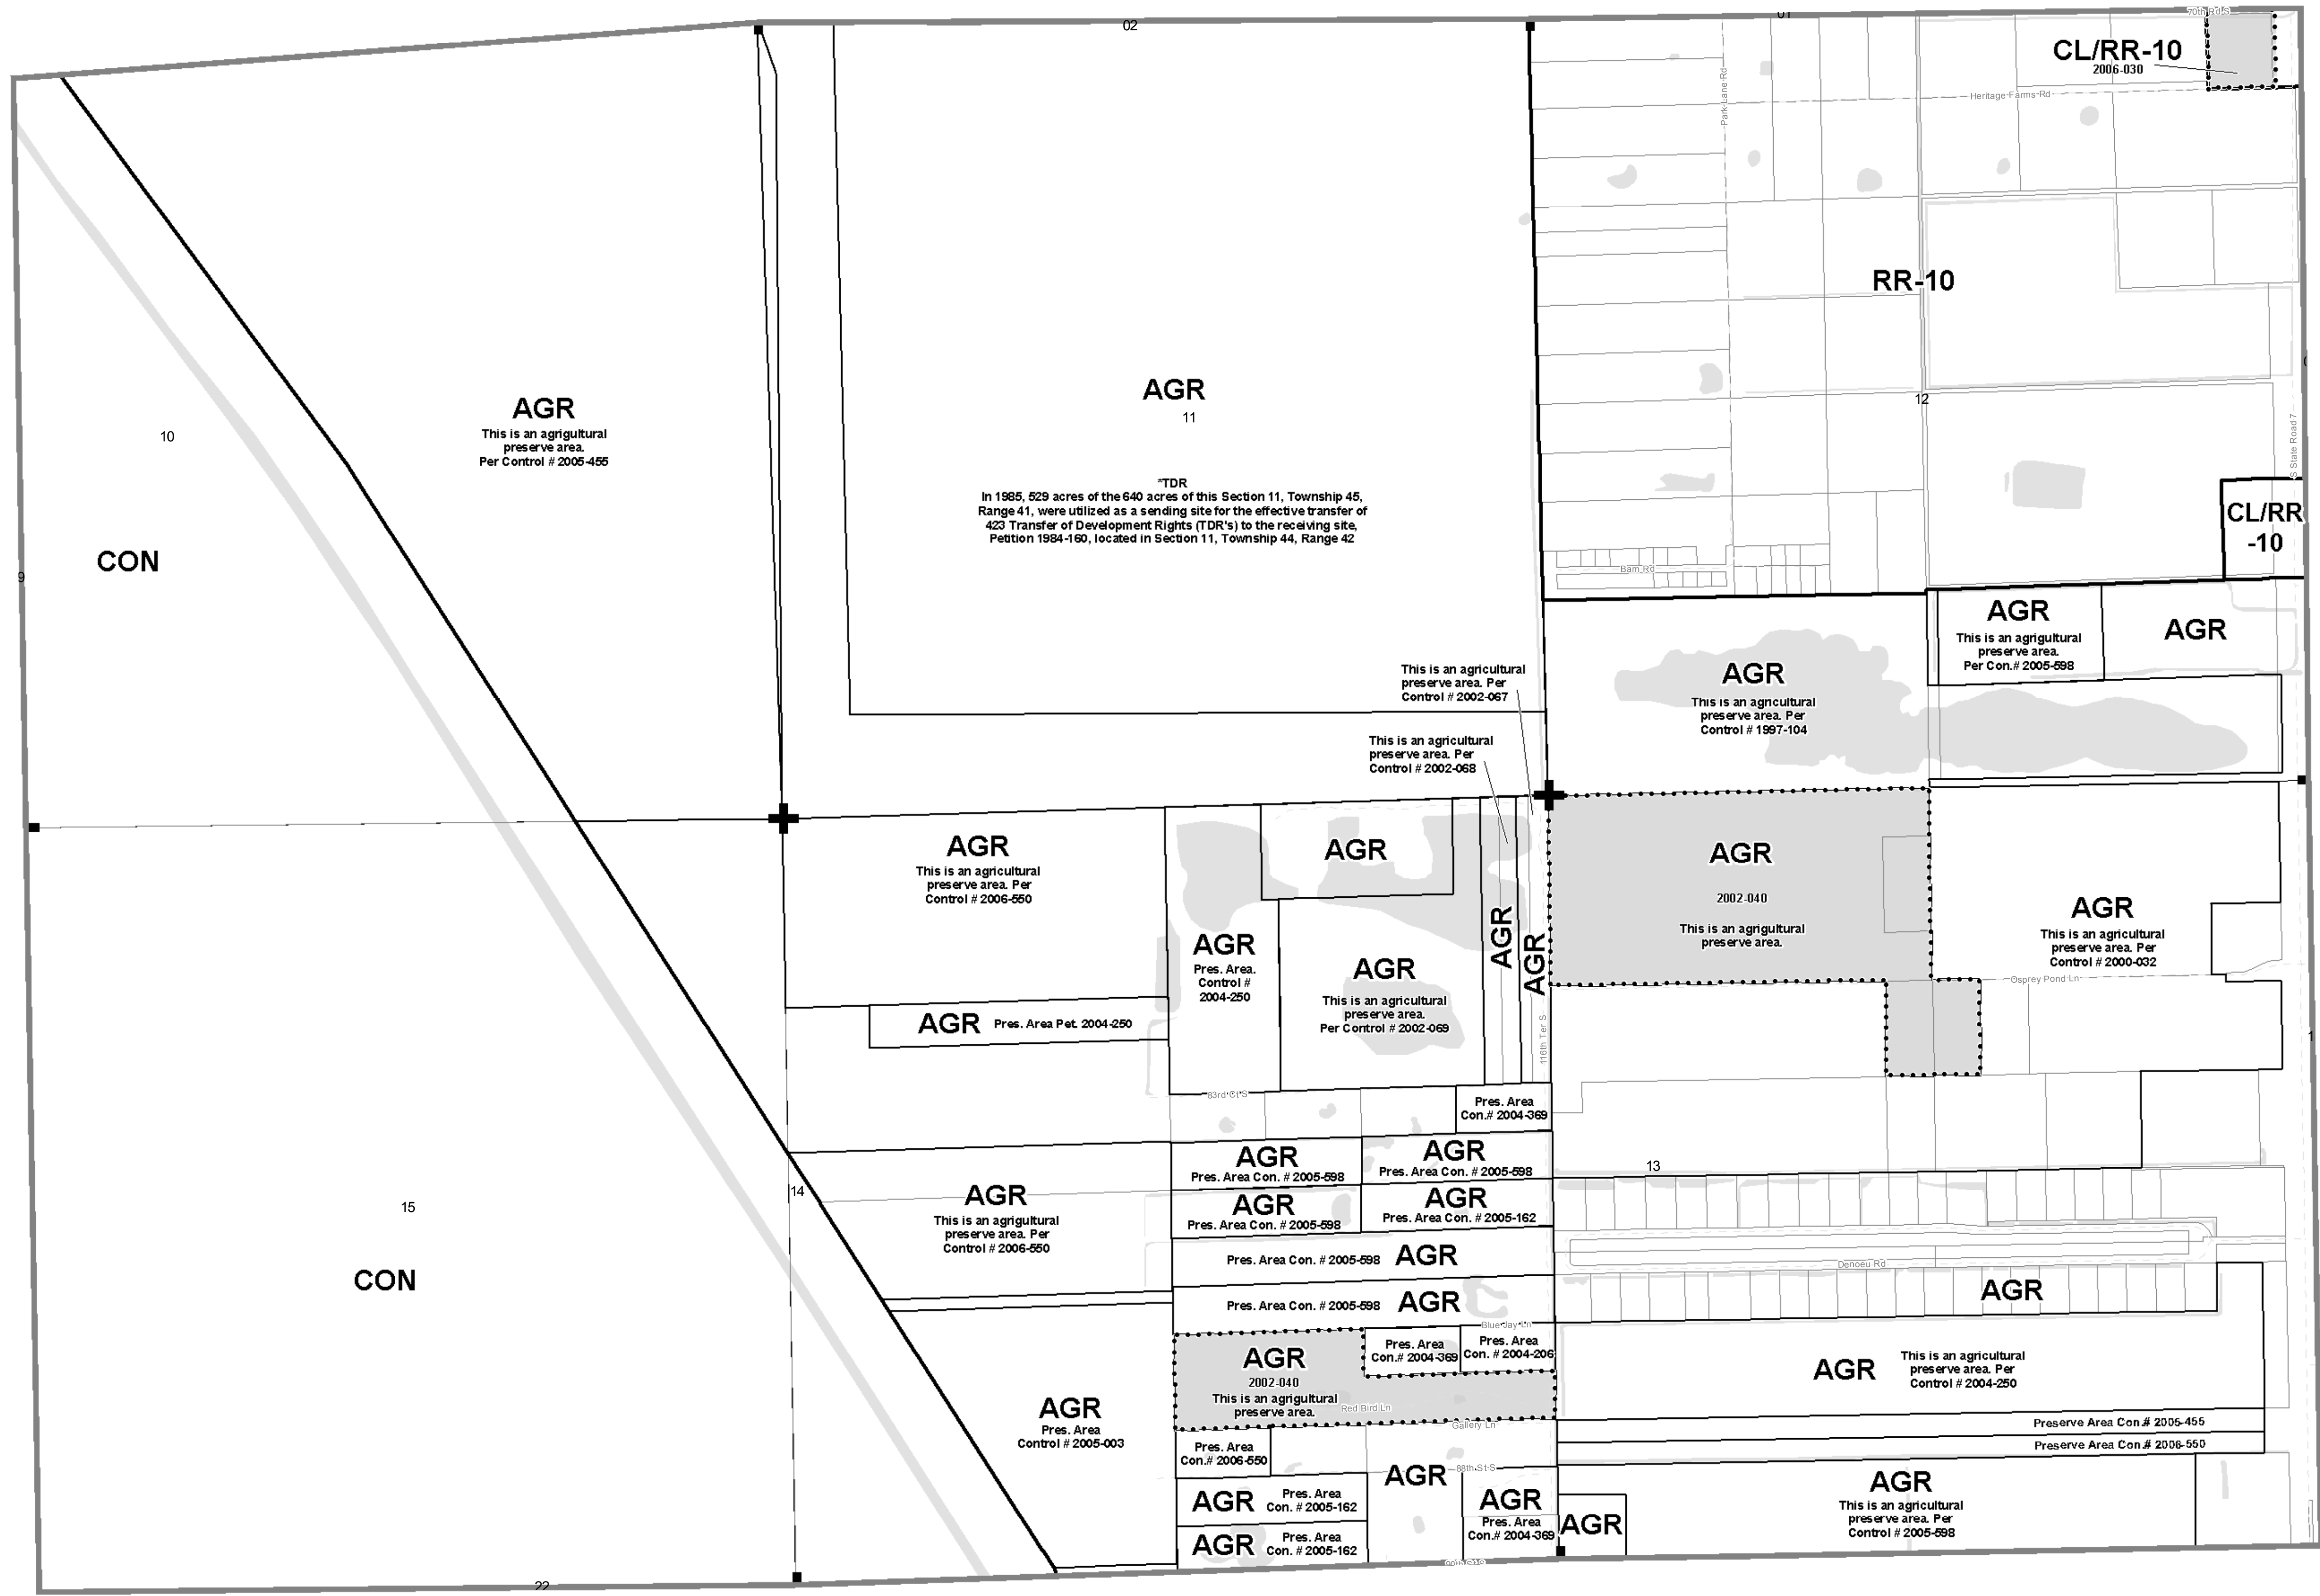 02
01
70th Rd S
CL/RR-10
2006-030
Heritage Farms Rd
Park Lane Rd
RR-10
AGR
11
12
S State Road 7
AGR
This is an agrigultural
preserve area.
Per Control # 2005-455
10
*TDR
In 1985, 529 acres of the 640 acres of this Section 11, Township 45,
Range 41, were utilized as a sending site for the effective transfer of
423 Transfer of Development Rights (TDR's) to the receiving site,
Petition 1984-160, located in Section 11, Township 44, Range 42
CL/RR
-10
CON
9
Barn Rd
AGR
This is an agrigultural
preserve area.
Per Con.# 2005-598
AGR
This is an agricultural
preserve area. Per
Control # 2002-067
AGR
This is an agricultural
preserve area. Per
Control # 1997-104
This is an agricultural
preserve area. Per
Control # 2002-068
AGR
This is an agricultural
preserve area. Per
Control # 2006-550
AGR
AGR
2002-040
This is an agrigultural
preserve area.
AGR
This is an agricultural
preserve area. Per
Control # 2000-032
AGR
Pres. Area.
Control #
2004-250
AGR
This is an agrigultural
preserve area.
Per Control # 2002-069
AGR
AGR
Osprey Pond Ln
AGR Pres. Area Pet. 2004-250
116th Ter S
1
83rd Ct S
Pres. Area
Con.# 2004-369
AGR
Pres. Area Con. # 2005-598
AGR
Pres. Area Con. # 2005-598
13
14
15
AGR
This is an agrigultural
preserve area. Per
Control # 2006-550
AGR
Pres. Area Con. # 2005-598
AGR
Pres. Area Con. # 2005-162
Pres. Area Con. # 2005-598 AGR
Denoeu Rd
CON
Pres. Area Con. # 2005-598 AGR
AGR
Blue Jay Ln
AGR
2002-040
This is an agrigultural
preserve area.
Pres. Area
Con.# 2004-369
Pres. Area
Con. # 2004-206
AGR
This is an agricultural
preserve area. Per
Control # 2004-250
Red Bird Ln
Gallery Ln
AGR
Pres. Area
Control # 2005-003
Preserve Area Con.# 2005-455
Preserve Area Con.# 2006-550
Pres. Area
Con.# 2006-550
88th St S
AGR
AGR
Pres. Area
Con. # 2005-162
AGR
Pres. Area
Con.# 2004-369
AGR
AGR
This is an agricultural
preserve area. Per
Control # 2005-598
AGR
Pres. Area
Con. # 2005-162
90th St S
22